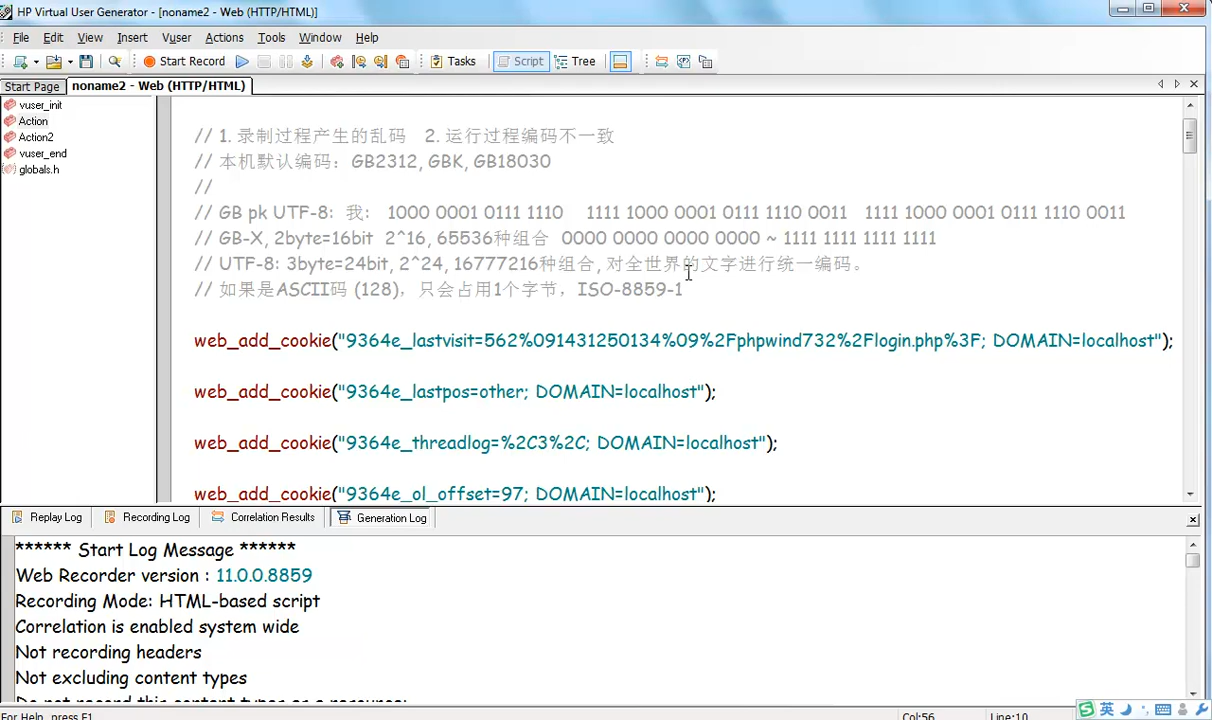 HP Virtual User Generator - [noname2 - Web (HTTP/HTML)]
File Edit View Insert Vuser Actions Tools Window Help
Start Record Tasks Script Tree
Start Page noname2 - Web (HTTP/HTML)
vuser_init
Action
Action2
vuser_end
globals.h
// 1. 录制过程产生的乱码 2. 运行过程编码不一致
// 本机默认编码：GB2312, GBK, GB18030
//
// GB pk UTF-8: 我: 1000 0001 0111 1110 1111 1000 0001 0111 1110 0011 1111 1000 0001 0111 1110 0011
// GB-X, 2byte=16bit 2^16, 65536种组合 0000 0000 0000 0000 ~ 1111 1111 1111 1111
// UTF-8: 3byte=24bit, 2^24, 16777216种组合, 对全世界的文字进行统一编码。
// 如果是ASCII码 (128)，只会占用1个字节，ISO-8859-1
web_add_cookie("9364e_lastvisit=562%091431250134%09%2Fphpwind732%2Flogin.php%3F; DOMAIN=localhost");
web_add_cookie("9364e_lastpos=other; DOMAIN=localhost");
web_add_cookie("9364e_threadlog=%2C3%2C; DOMAIN=localhost");
web_add_cookie("9364e_ol_offset=97; DOMAIN=localhost");
Replay Log Recording Log Correlation Results Generation Log
****** Start Log Message ******
Web Recorder version : 11.0.0.8859
Recording Mode: HTML-based script
Correlation is enabled system wide
Not recording headers
Not excluding content types
Do not record this content types as a resource:
For Help, press F1 Col:56 Line:10
英